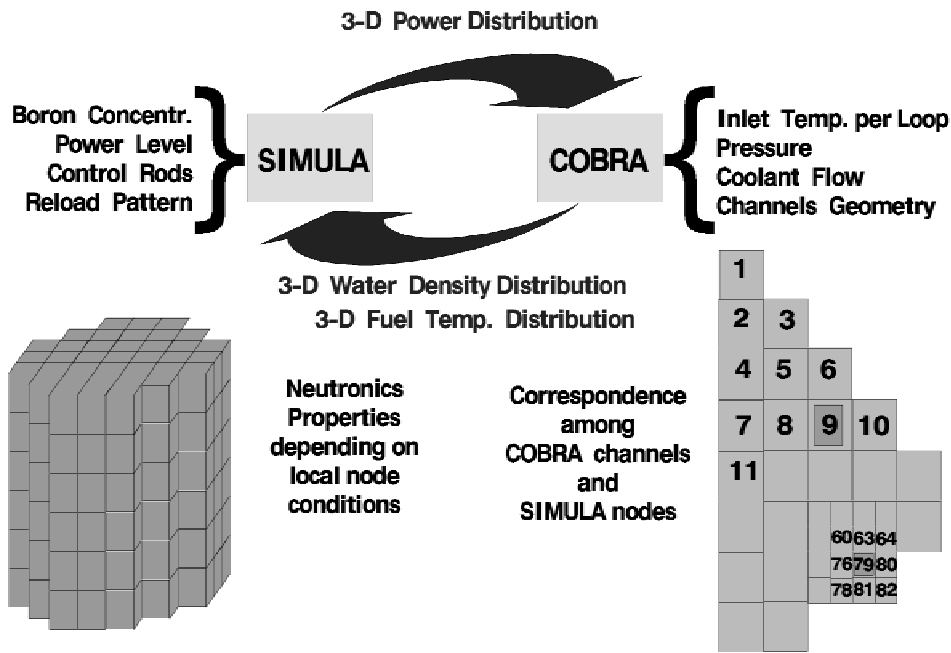 3-D Power Distribution
Boron Concentr.
Power Level
Control Rods
Reload Pattern
SIMULA
COBRA
Inlet Temp. per Loop
Pressure
Coolant Flow
Channels Geometry
3-D Water Density Distribution
3-D Fuel Temp. Distribution
Neutronics
Properties
depending on
local node
conditions
Correspondence
among
COBRA channels
and
SIMULA nodes
1
2 3
4 5 6
7 8 9 10
11
60 63 64
76 79 80
78 81 82